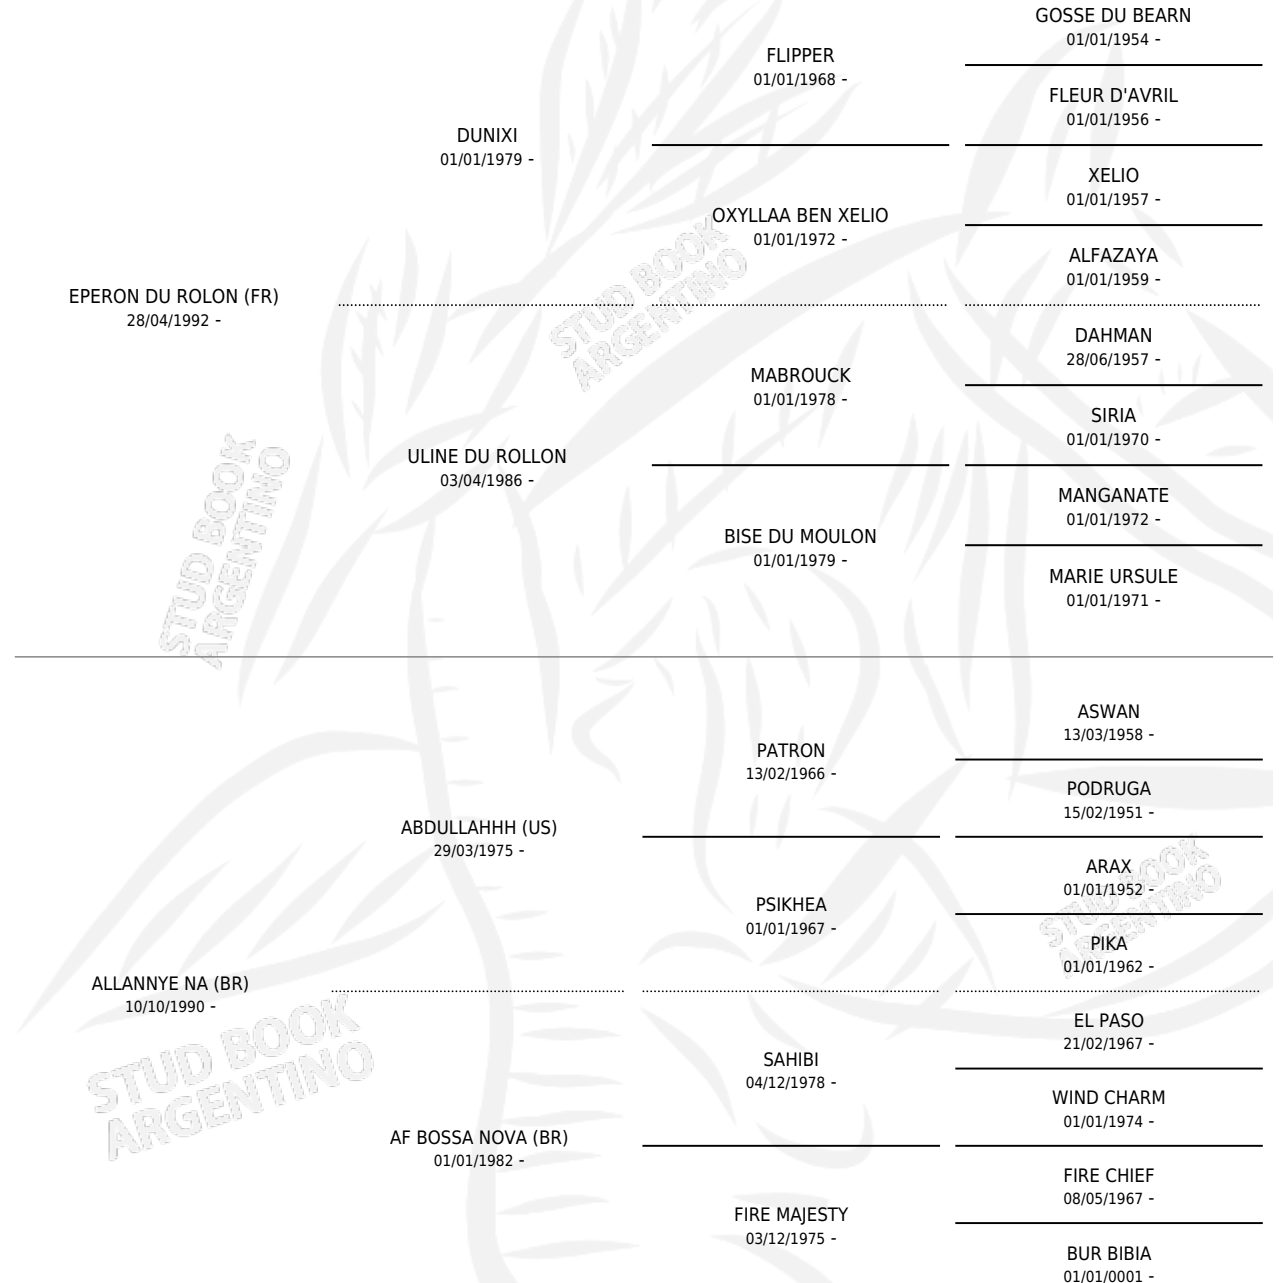 GOSSE DU BEARN
01/01/1954 -
FLIPPER
01/01/1968 -
FLEUR D'AVRIL
01/01/1956 -
DUNIXI
01/01/1979 -
XELIO
01/01/1957 -
OXYLLAA BEN XELIO
01/01/1972 -
ALFAZAYA
01/01/1959 -
EPERON DU ROLON (FR)
28/04/1992 -
STUD BOOK
ARGENTINO
DAHMAN
28/06/1957 -
MABROUCK
01/01/1978 -
SIRIA
01/01/1970 -
ULINE DU ROLLON
03/04/1986 -
STUD BOOK
ARGENTINO
MANGANATE
01/01/1972 -
BISE DU MOULON
01/01/1979 -
MARIE URSULE
01/01/1971 -
ASWAN
13/03/1958 -
PATRON
13/02/1966 -
PODRUGA
15/02/1951 -
ABDULLAHHH (US)
29/03/1975 -
ARAX
01/01/1952 -
STUD BOOK
ARGENTINO
PSIKHEA
01/01/1967 -
PIKA
01/01/1962 -
ALLANNYE NA (BR)
10/10/1990 -
STUD BOOK
ARGENTINO
EL PASO
21/02/1967 -
SAHIBI
04/12/1978 -
WIND CHARM
01/01/1974 -
AF BOSSA NOVA (BR)
01/01/1982 -
FIRE CHIEF
08/05/1967 -
FIRE MAJESTY
03/12/1975 -
BUR BIBIA
01/01/0001 -